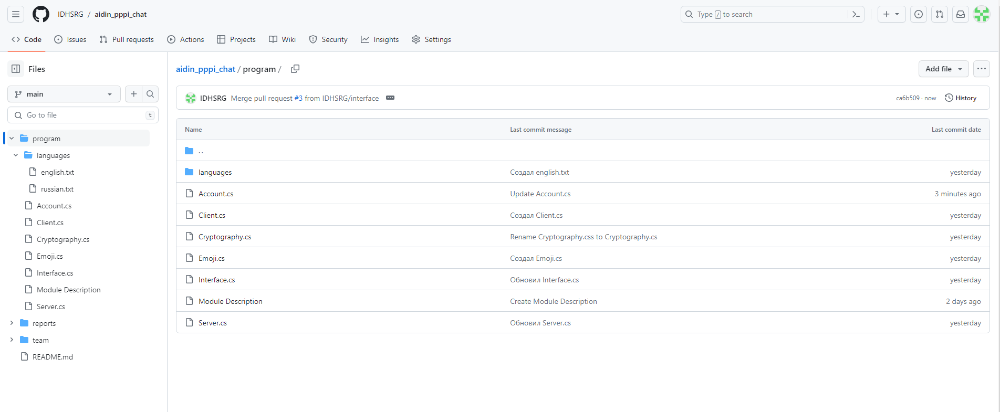 IDHSRG / aidin_pppi_chat
Type / to search
Code Issues Pull requests Actions Projects Wiki Security Insights Settings
Files
main
Go to file t
program
languages
english.txt
russian.txt
Account.cs
Client.cs
Cryptography.cs
Emoji.cs
Interface.cs
Module Description
Server.cs
reports
team
README.md
aidin_pppi_chat / program /
Add file
IDHSRG Merge pull request #3 from IDHSRG/interface ca6b509 · now History
Name Last commit message Last commit date
..
languages Создал english.txt yesterday
Account.cs Update Account.cs 3 minutes ago
Client.cs Создал Client.cs yesterday
Cryptography.cs Rename Cryptography.css to Cryptography.cs yesterday
Emoji.cs Создал Emoji.cs yesterday
Interface.cs Обновил Interface.cs yesterday
Module Description Create Module Description 2 days ago
Server.cs Обновил Server.cs yesterday